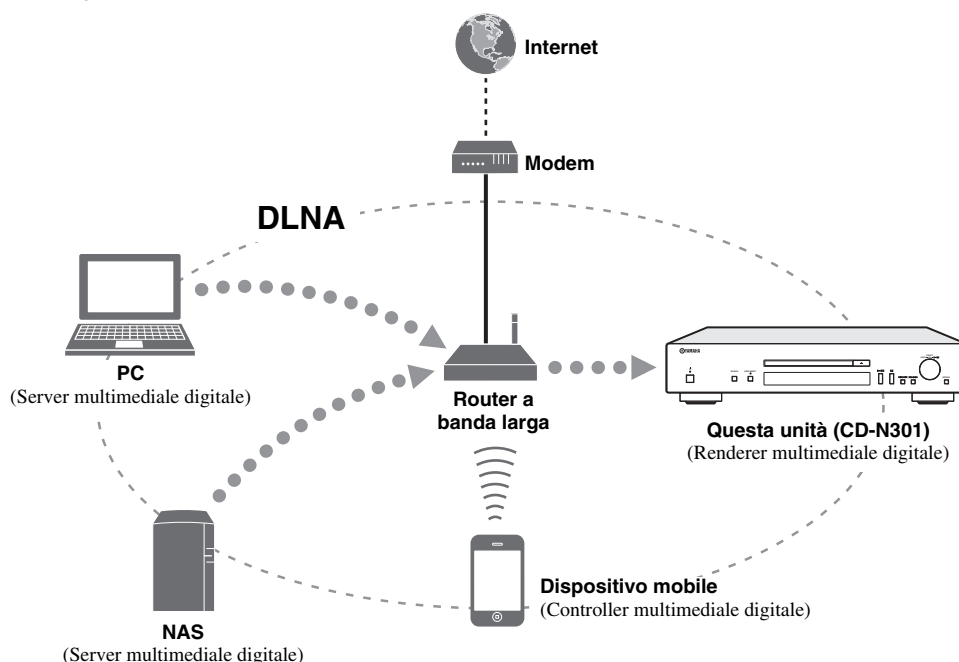 Internet
Modem
DLNA
YAMAHA
PC
(Server multimediale digitale)
Router a
banda larga
Questa unità (CD-N301)
(Renderer multimediale digitale)
Dispositivo mobile
(Controller multimediale digitale)
NAS
(Server multimediale digitale)